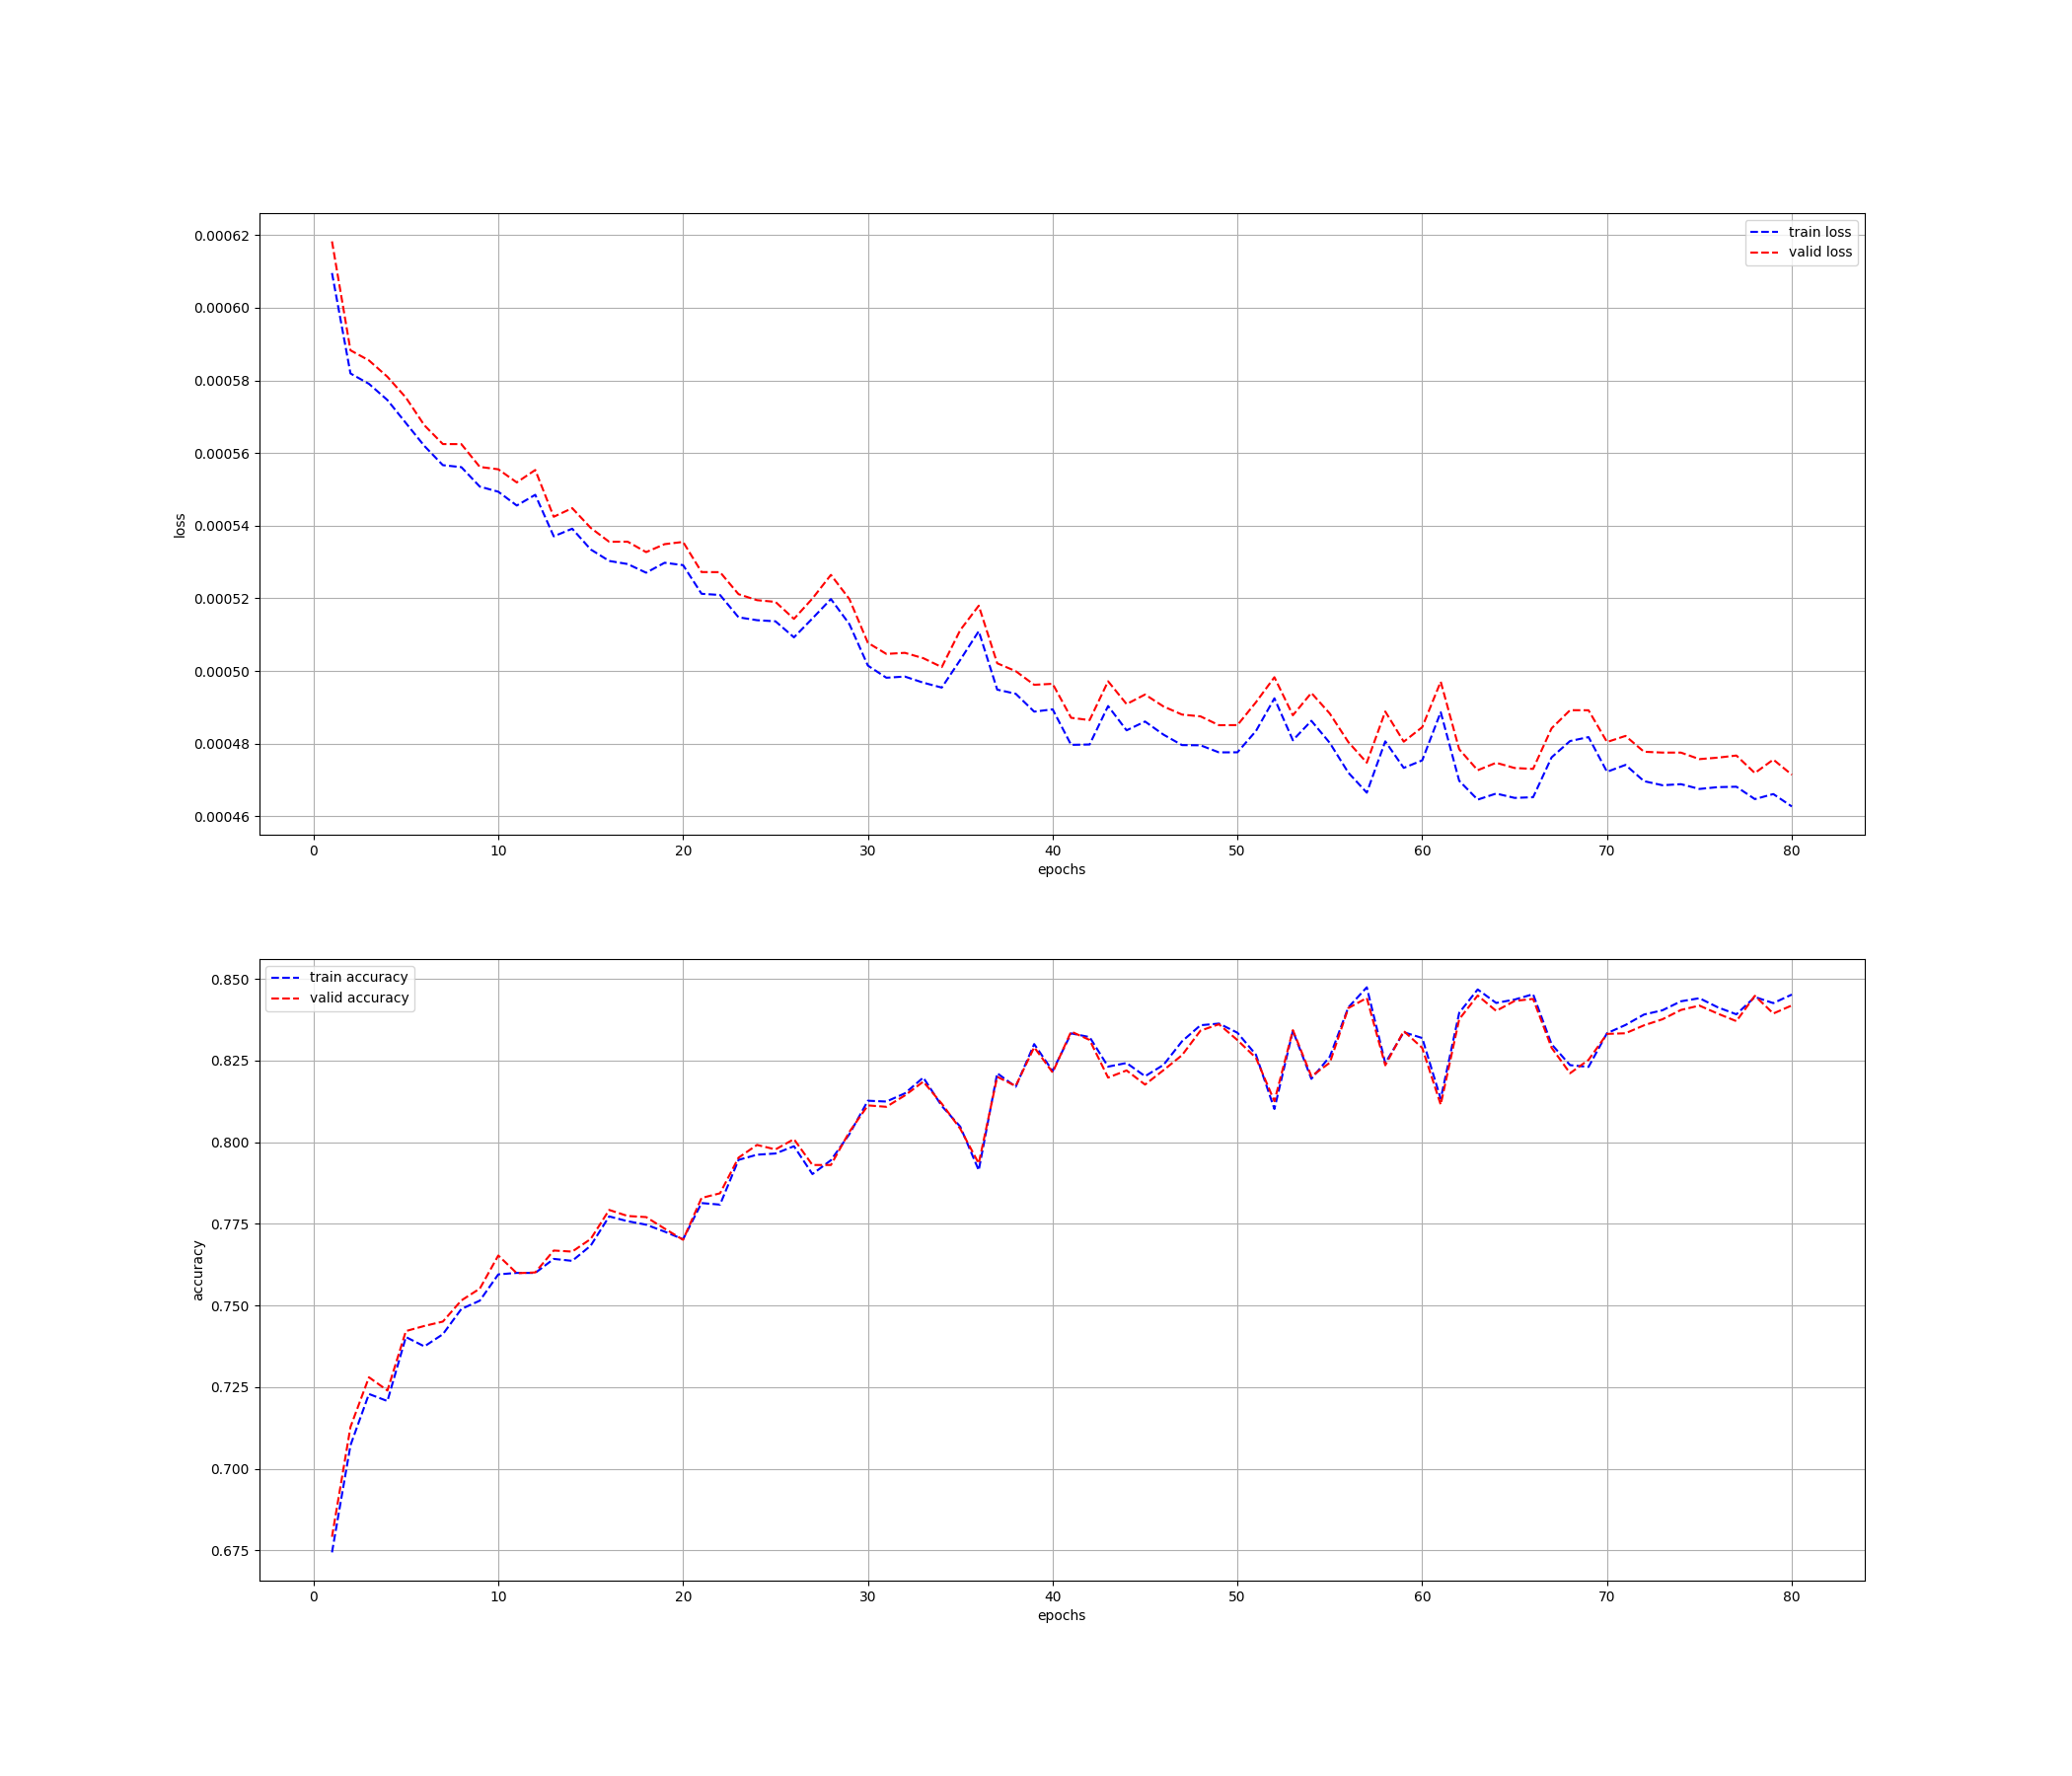 train loss
valid loss
0.00062
0.00060
0.00058
0.00056
0.00054
0.00052
0.00050
0.00048
0.00046
loss
0 10 20 30 40 50 60 70 80
epochs
train accuracy
valid accuracy
0.850
0.825
0.800
0.775
0.750
0.725
0.700
0.675
accuracy
0 10 20 30 40 50 60 70 80
epochs